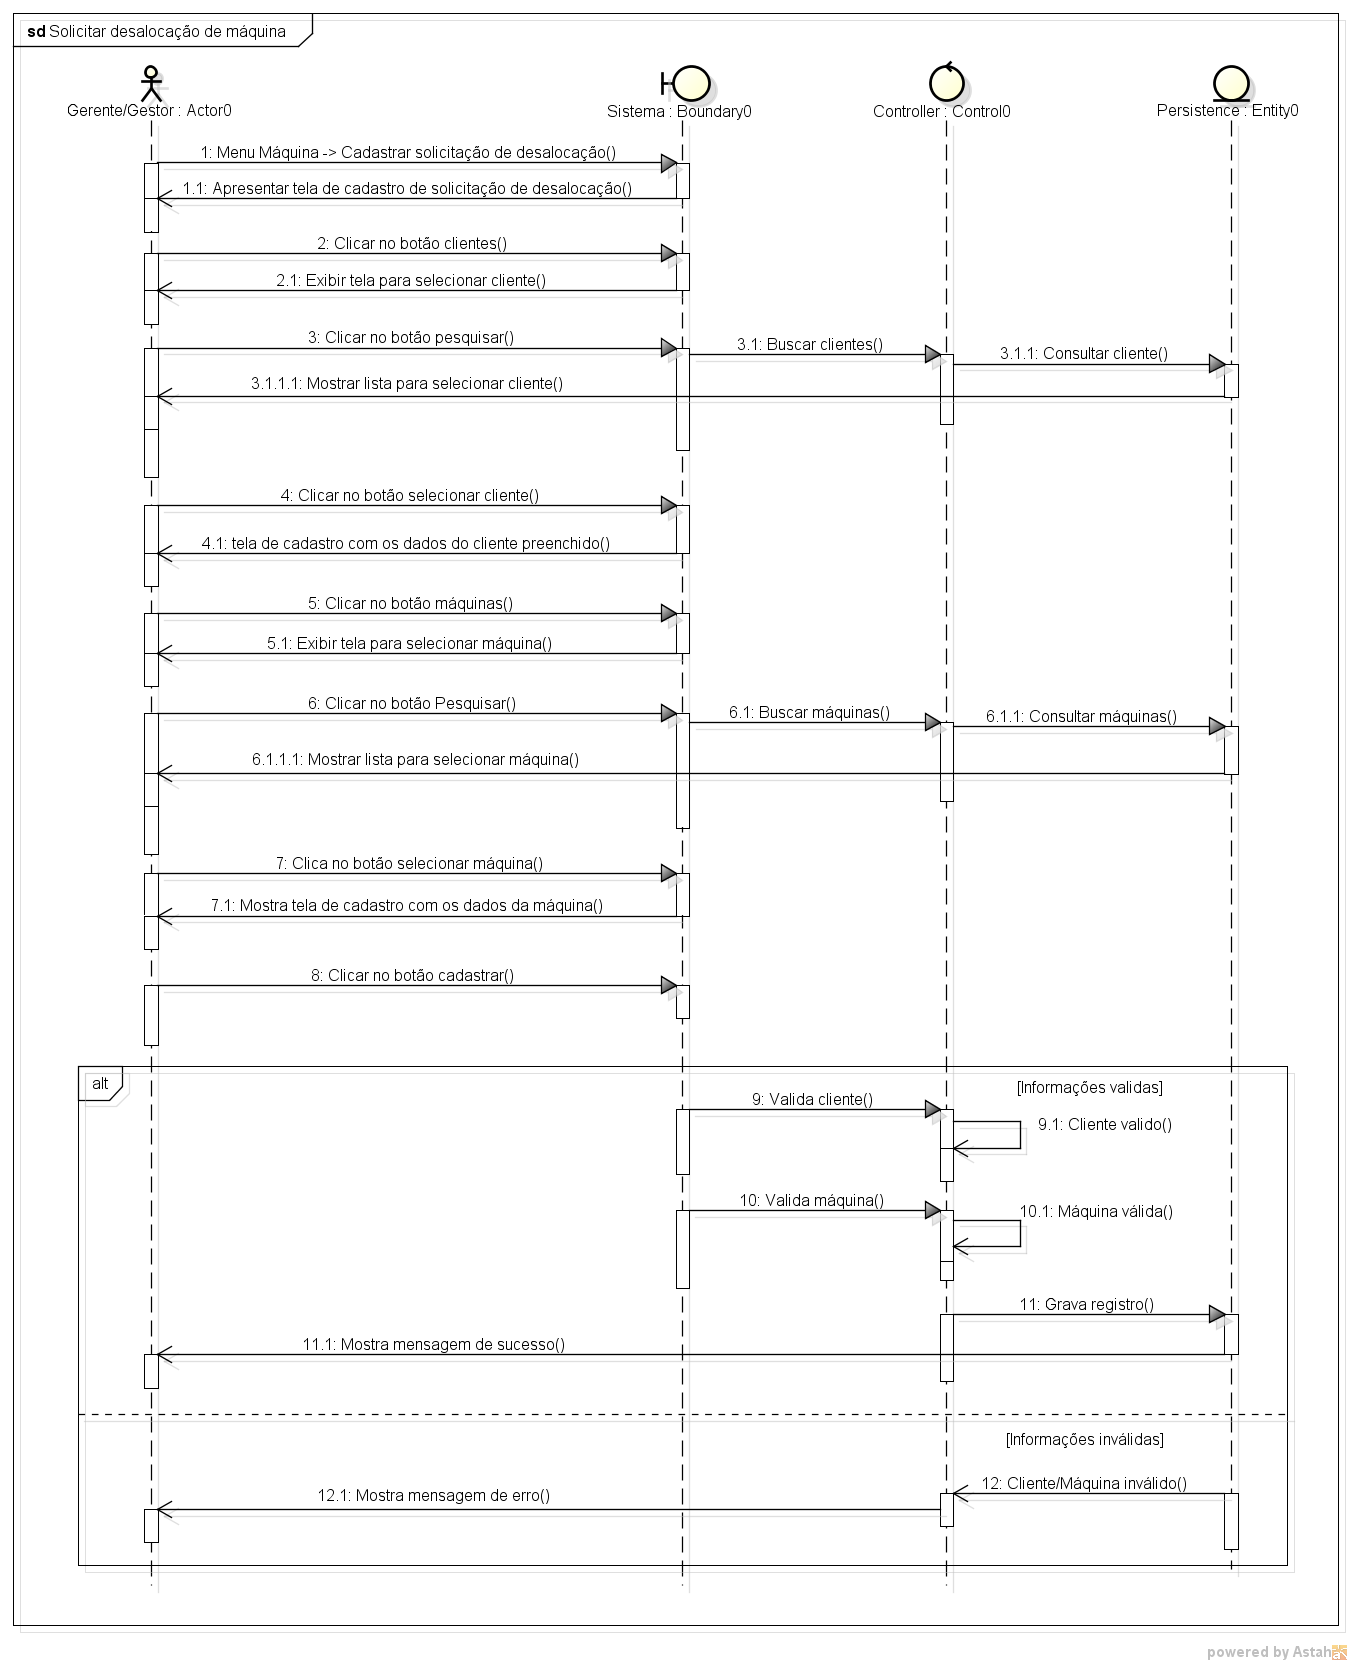 sd Solicitar desalocação de máquina
Gerente/Gestor : Actor0
Sistema : Boundary0
Controller : Control0
Persistence : Entity0
1: Menu Máquina -> Cadastrar solicitação de desalocação()
1.1: Apresentar tela de cadastro de solicitação de desalocação()
2: Clicar no botão clientes()
2.1: Exibir tela para selecionar cliente()
3: Clicar no botão pesquisar()
3.1: Buscar clientes()
3.1.1: Consultar cliente()
3.1.1.1: Mostrar lista para selecionar cliente()
4: Clicar no botão selecionar cliente()
4.1: tela de cadastro com os dados do cliente preenchido()
5: Clicar no botão máquinas()
5.1: Exibir tela para selecionar máquina()
6: Clicar no botão Pesquisar()
6.1: Buscar máquinas()
6.1.1: Consultar máquinas()
6.1.1.1: Mostrar lista para selecionar máquina()
7: Clica no botão selecionar máquina()
7.1: Mostra tela de cadastro com os dados da máquina()
8: Clicar no botão cadastrar()
alt
[Informações validas]
9: Valida cliente()
9.1: Cliente valido()
10: Valida máquina()
10.1: Máquina válida()
11: Grava registro()
11.1: Mostra mensagem de sucesso()
[Informações inválidas]
12: Cliente/Máquina inválido()
12.1: Mostra mensagem de erro()
powered by Astah